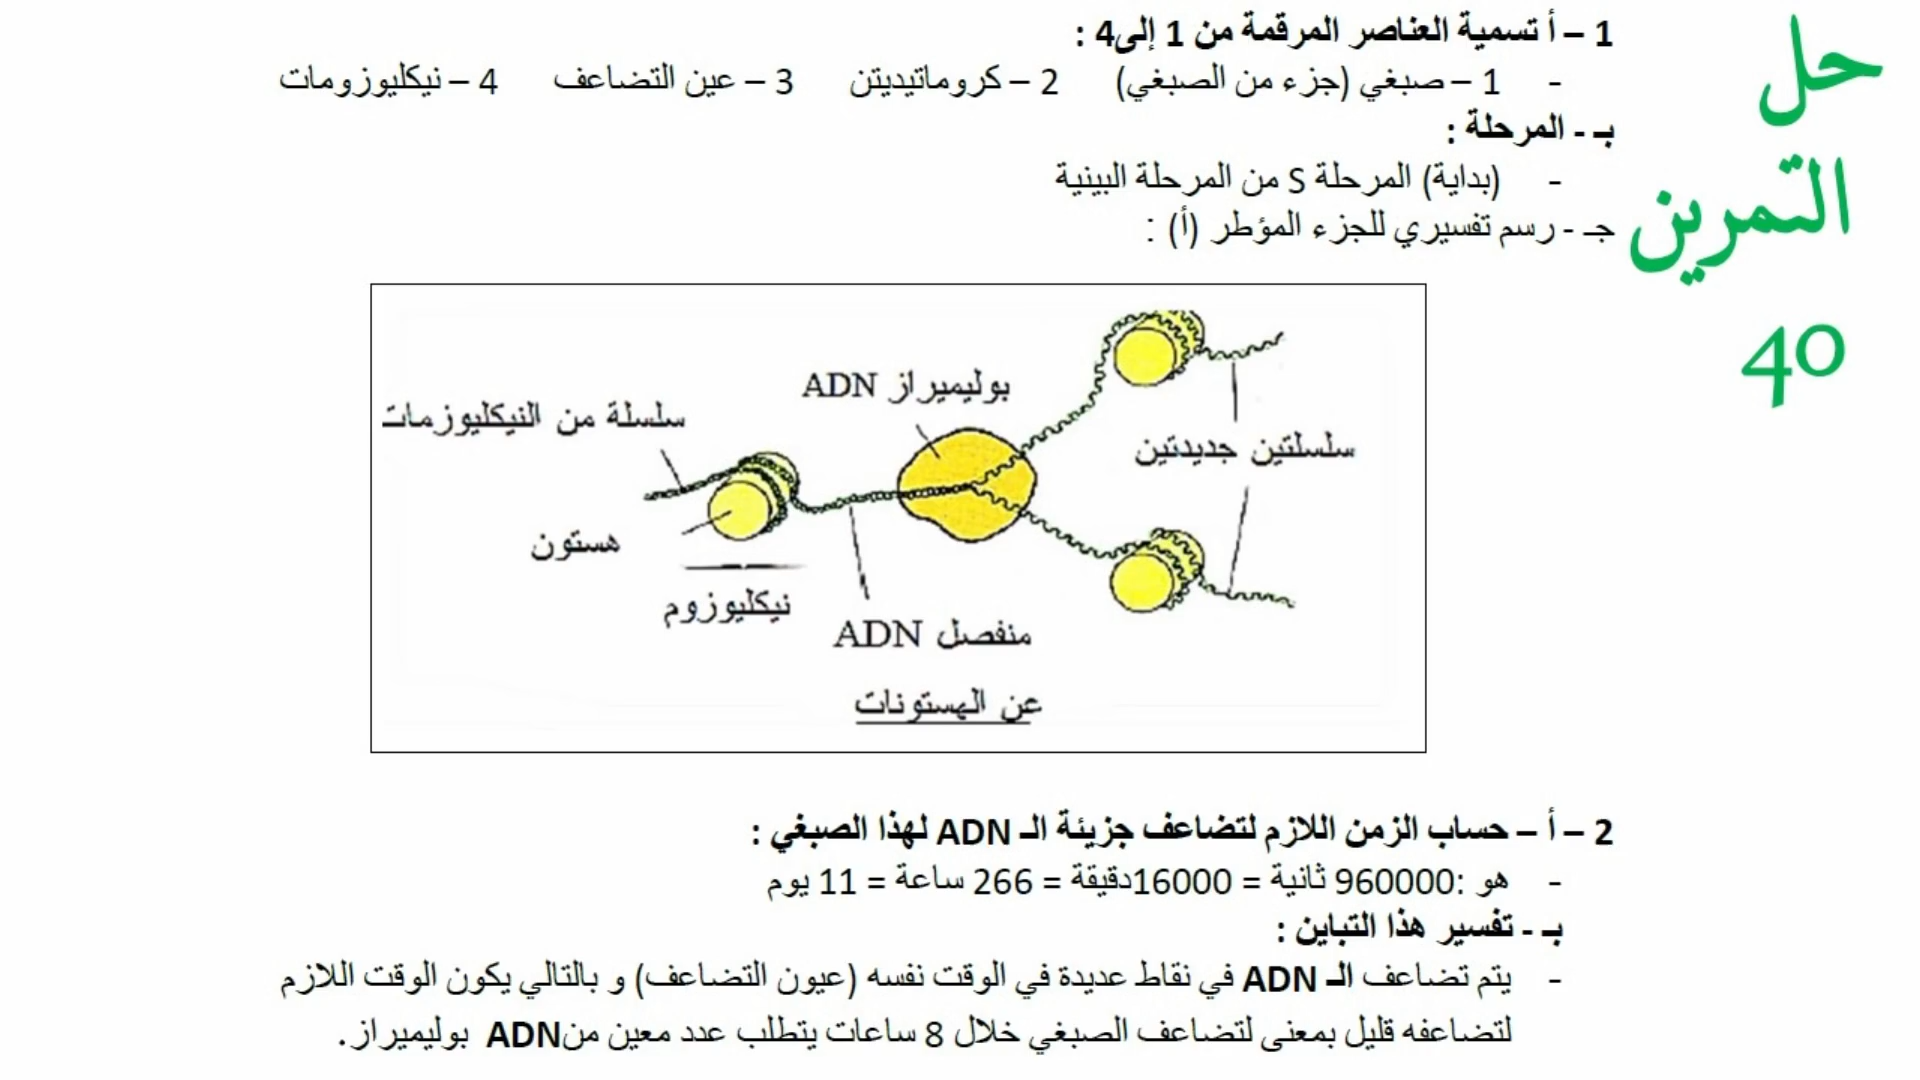 حل
التمرين
40
1 – أ تسمية العناصر المرقمة من 1 إلى4 :
- 1 – صبغي (جزء من الصبغي) 2 – كروماتيديتن 3 – عين التضاعف 4 – نيكليوزومات
بـ - المرحلة :
- (بداية) المرحلة S من المرحلة البينية
جـ - رسم تفسيري للجزء المؤطر (أ) :
بوليميراز ADN
سلسلة من النيكليوزمات
سلسلتين جديدتين
هستون
نيكليوزوم
منفصل ADN
عن الهستونات
2 – أ – حساب الزمن اللازم لتضاعف جزيئة الـ ADN لهذا الصبغي :
- هو :960000 ثانية = 16000دقيقة = 266 ساعة = 11 يوم
بـ - تفسير هذا التباين :
- يتم تضاعف الـ ADN في نقاط عديدة في الوقت نفسه (عيون التضاعف) و بالتالي يكون الوقت اللازم
لتضاعفه قليل بمعنى لتضاعف الصبغي خلال 8 ساعات يتطلب عدد معين منADN بوليميراز.